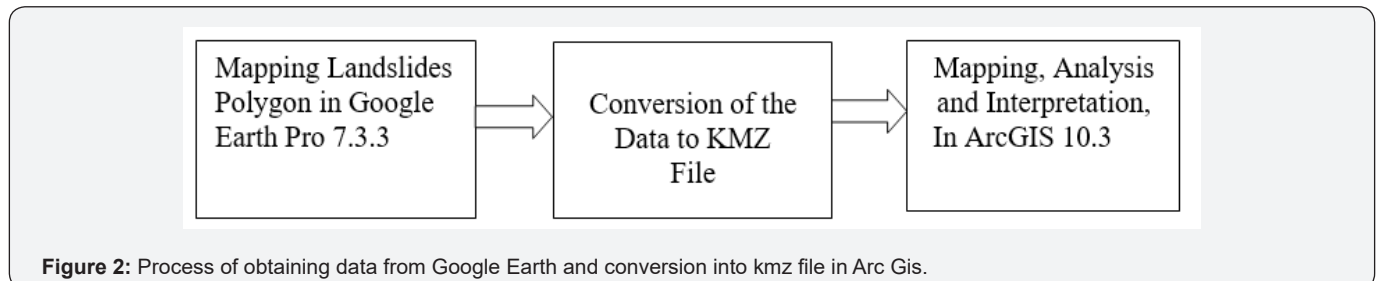 Mapping Landslides
Polygon in Google
Earth Pro 7.3.3
Conversion of the
Data to KMZ
File
Mapping, Analysis
and Interpretation,
In ArcGIS 10.3
Figure 2: Process of obtaining data from Google Earth and conversion into kmz file in Arc Gis.